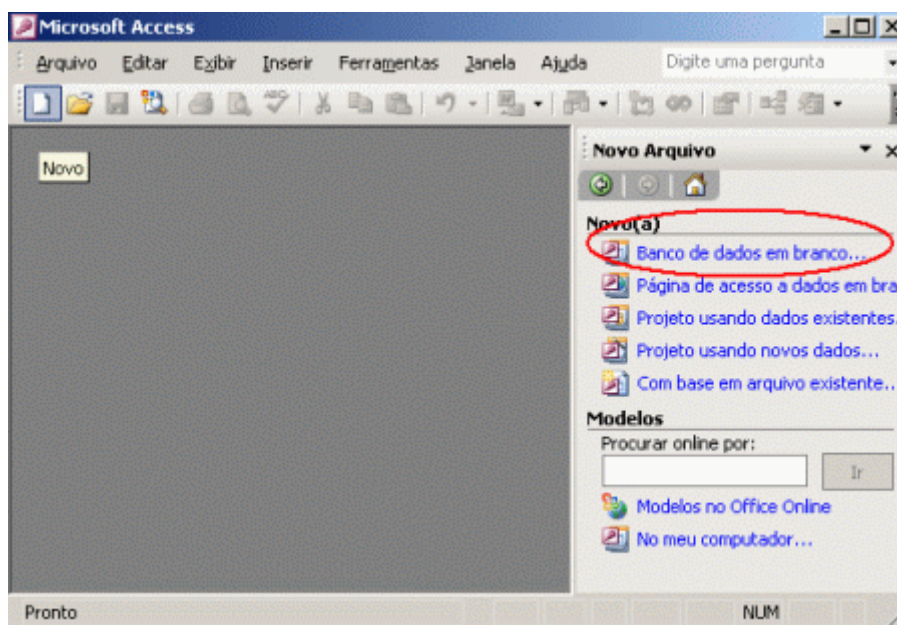 Microsoft Access
Arquivo Editar Exibir Inserir Ferramentas Janela Ajuda Digite uma pergunta
Novo
Novo Arquivo
Novo(a)
Banco de dados em branco...
Página de acesso a dados em bra
Projeto usando dados existentes.
Projeto usando novos dados...
Com base em arquivo existente..
Modelos
Procurar online por:
Ir
Modelos no Office Online
No meu computador...
Pronto NUM